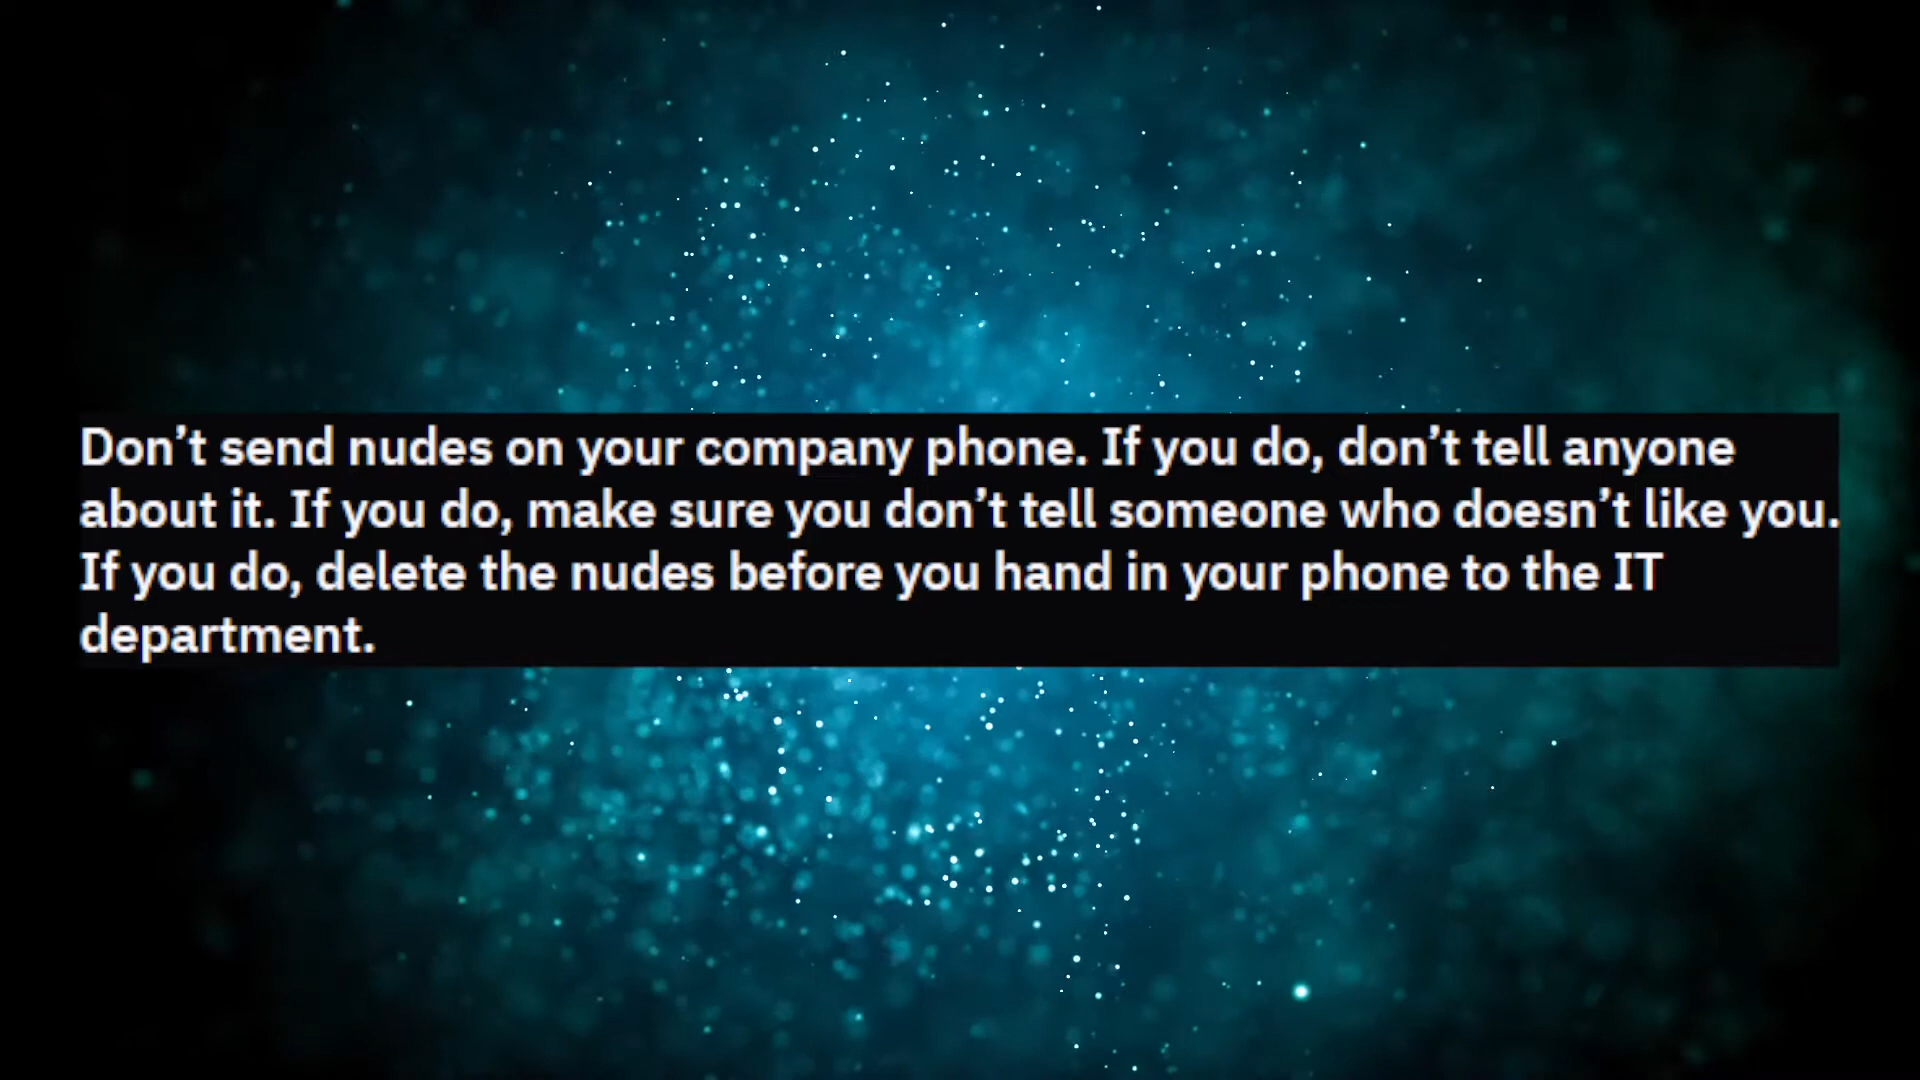 Don’t send nudes on your company phone. If you do, don’t tell anyone
about it. If you do, make sure you don’t tell someone who doesn’t like you.
If you do, delete the nudes before you hand in your phone to the IT
department.